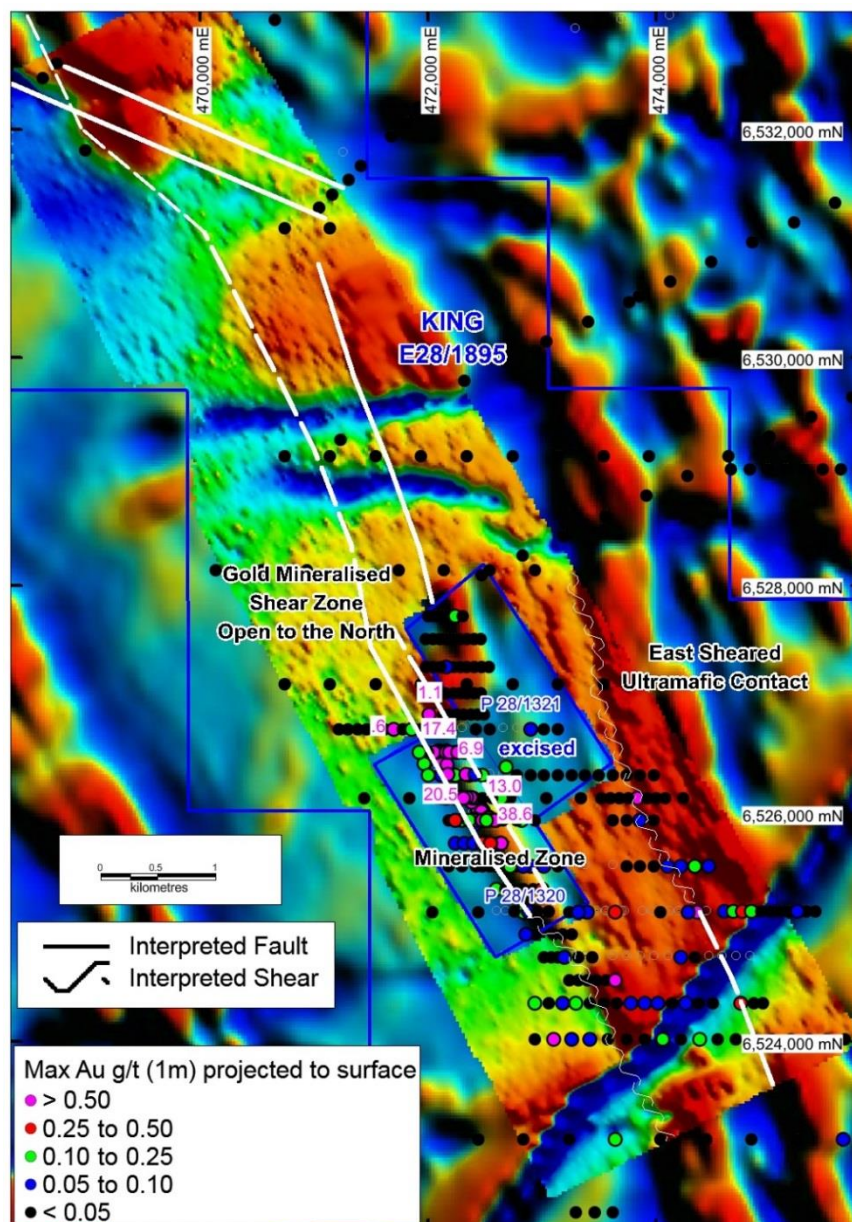 470,000 mE
472,000 mE
474,000 mE
6,532,000 mN
KING
E28/1895
6,530,000 mN
Gold Mineralised
Shear Zone
Open to the North
6,528,000 mN
East Sheared
Ultramafic Contact
1.1
P 28/1321
.6
17.4
excised
6.9
20.5
13.0
38.6
6,526,000 mN
Mineralised Zone
P 28/1320
0 0.5 1
kilometres
Interpreted Fault
Interpreted Shear
6,524,000 mN
Max Au g/t (1m) projected to surface
> 0.50
0.25 to 0.50
0.10 to 0.25
0.05 to 0.10
< 0.05